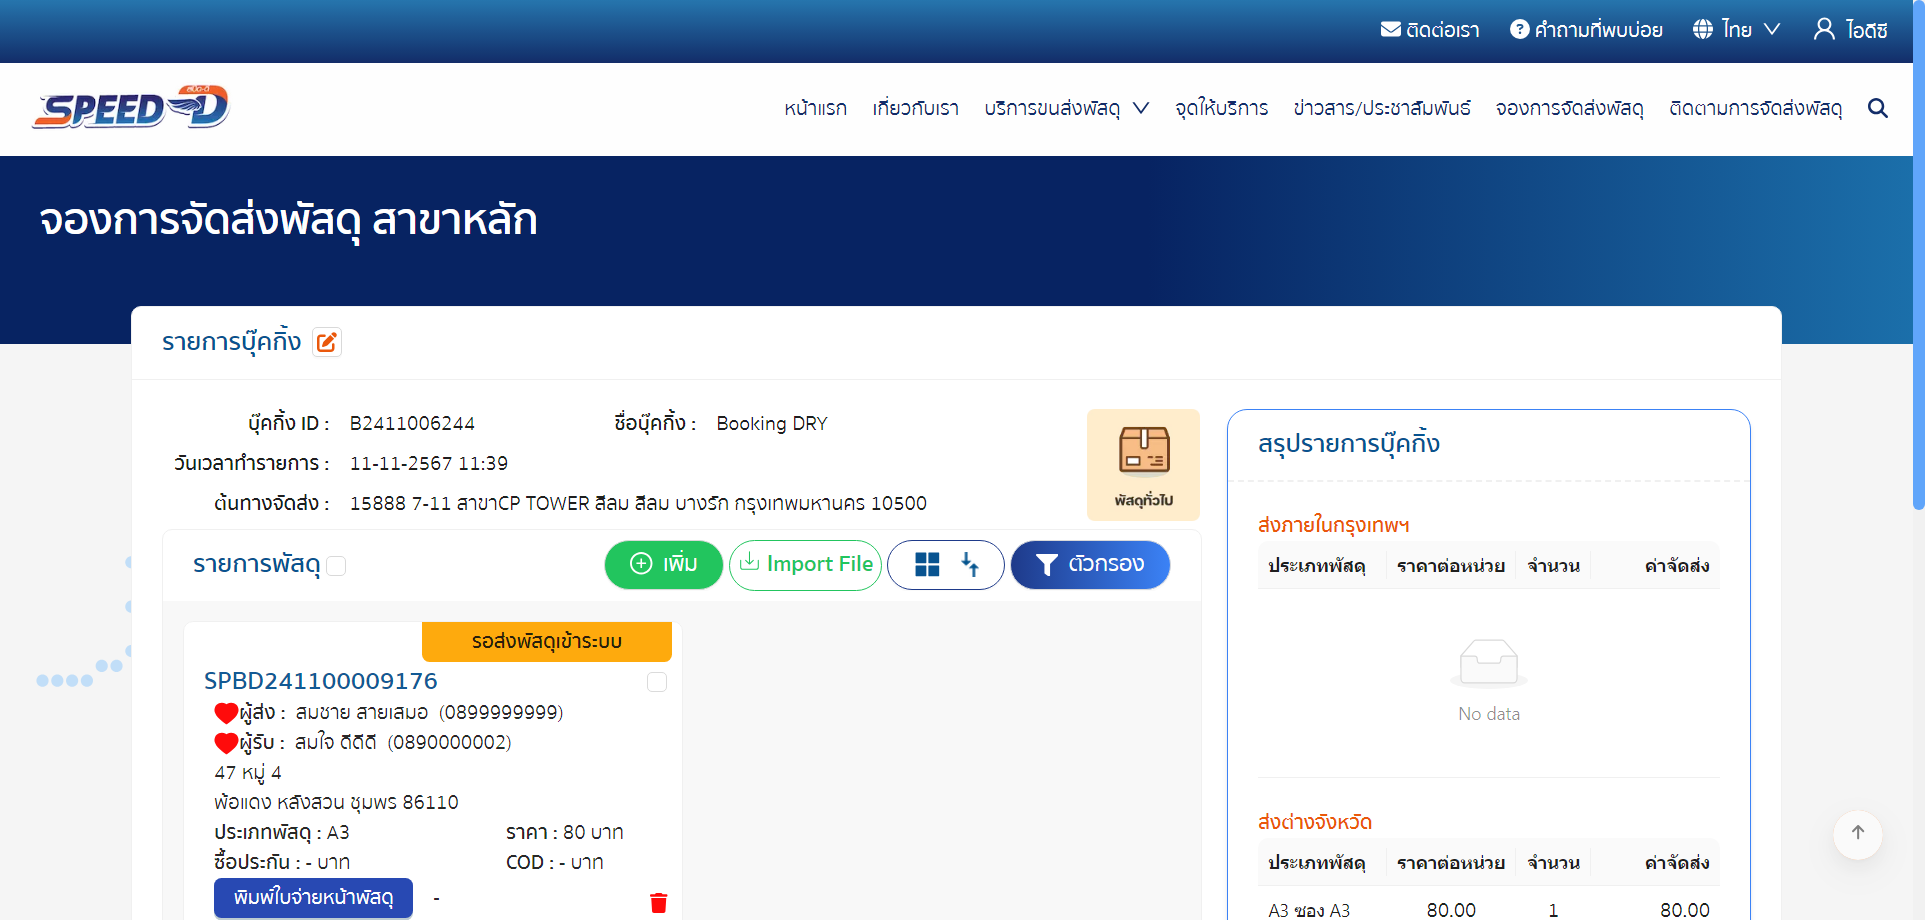 ติดต่อเรา คำถามที่พบบ่อย ไทย ไอดีซี
สปีด-ดี
SPEED-D
หน้าแรก เกี่ยวกับเรา บริการขนส่งพัสดุ จุดให้บริการ ข่าวสาร/ประชาสัมพันธ์ จองการจัดส่งพัสดุ ติดตามการจัดส่งพัสดุ
จองการจัดส่งพัสดุ สาขาหลัก
รายการบุ๊คกิ้ง
บุ๊คกิ้ง ID : B2411006244 ชื่อบุ๊คกิ้ง : Booking DRY
วันเวลาทำรายการ : 11-11-2567 11:39
ต้นทางจัดส่ง : 15888 7-11 สาขาCP TOWER สีลม สีลม บางรัก กรุงเทพมหานคร 10500
พัสดุทั่วไป
รายการพัสดุ เพิ่ม Import File ตัวกรอง
รอส่งพัสดุเข้าระบบ
SPBD241100009176
ผู้ส่ง : สมชาย สายเสมอ (0899999999)
ผู้รับ : สมใจ ดีดีดี (0890000002)
47 หมู่ 4
พ้อแดง หลังสวน ชุมพร 86110
ประเภทพัสดุ : A3 ราคา : 80 บาท
ซื้อประกัน : - บาท COD : - บาท
พิมพ์ใบจ่ายหน้าพัสดุ -
สรุปรายการบุ๊คกิ้ง
ส่งภายในกรุงเทพฯ
ประเภทพัสดุ ราคาต่อหน่วย จำนวน ค่าจัดส่ง
No data
ส่งต่างจังหวัด
ประเภทพัสดุ ราคาต่อหน่วย จำนวน ค่าจัดส่ง
A3 ซอง A3 80.00 1 80.00